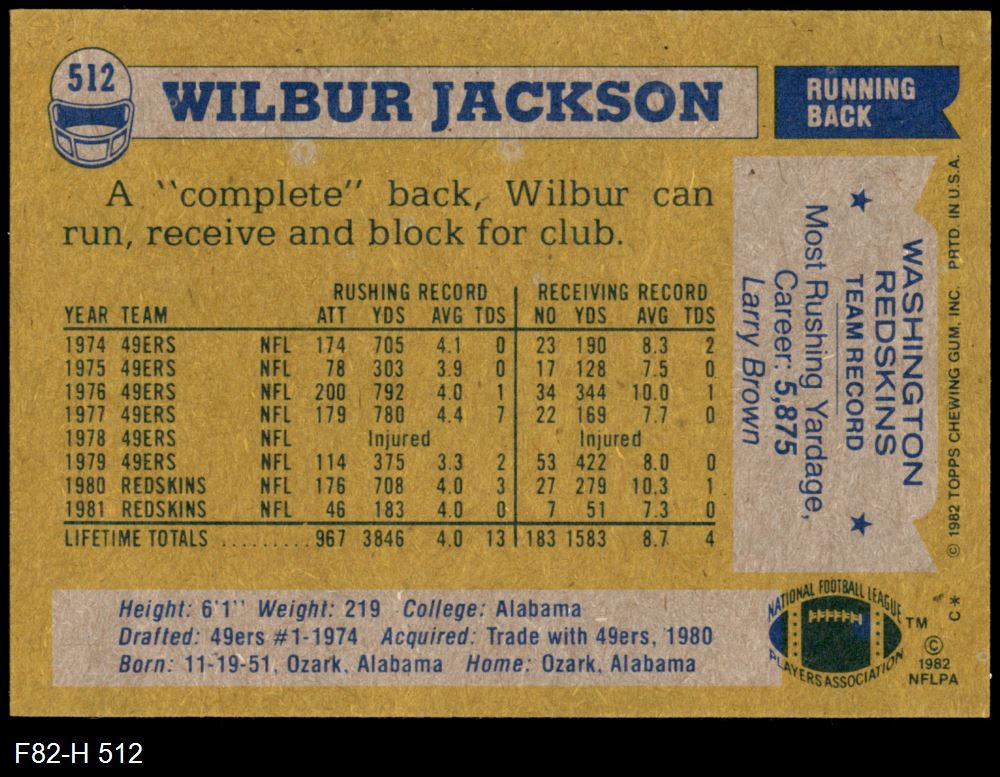 512
WILBUR JACKSON
RUNNING
BACK
A ``complete'' back, Wilbur can
run, receive and block for club.
RUSHING RECORD RECEIVING RECORD
YEAR TEAM ATT YDS AVG TDS NO YDS AVG TDS
1974 49ERS NFL 174 705 4.1 0 23 190 8.3 2
1975 49ERS NFL 78 303 3.9 0 17 128 7.5 0
1976 49ERS NFL 200 792 4.0 1 34 344 10.0 1
1977 49ERS NFL 179 780 4.4 7 22 169 7.7 0
1978 49ERS NFL Injured Injured
1979 49ERS NFL 114 375 3.3 2 53 422 8.0 0
1980 REDSKINS NFL 176 708 4.0 3 27 279 10.3 1
1981 REDSKINS NFL 46 183 4.0 0 7 51 7.3 0
LIFETIME TOTALS ......... 967 3846 4.0 13 183 1583 8.7 4
WASHINGTON
REDSKINS
TEAM RECORD
Most Rushing Yardage,
Career: 5,875
Larry Brown
© 1982 TOPPS CHEWING GUM, INC. PRTD. IN U.S.A.
Height: 6'1'' Weight: 219 College: Alabama
Drafted: 49ers #1-1974 Acquired: Trade with 49ers, 1980
Born: 11-19-51, Ozark, Alabama Home: Ozark, Alabama
NATIONAL FOOTBALL LEAGUE
PLAYERS ASSOCIATION
TM
C*
©
1982
NFLPA
F82-H 512